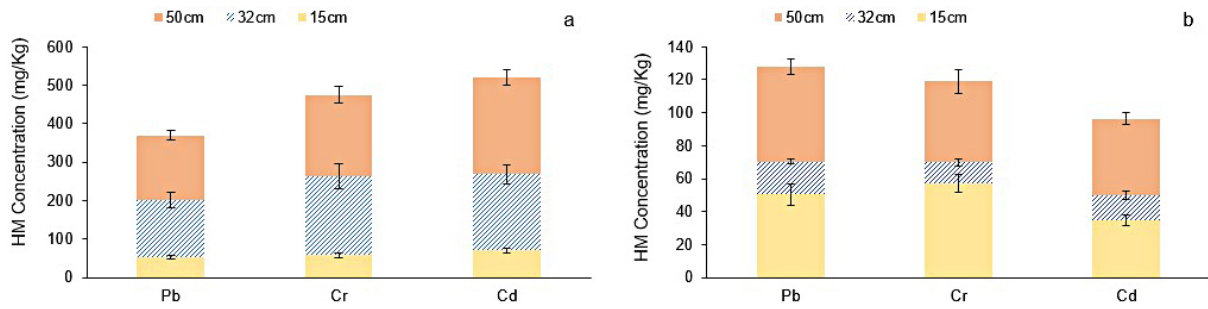 50cm 32cm 15cm a
HM Concentration (mg/Kg)
600
500
400
300
200
100
0
Pb Cr Cd
50cm 32cm 15cm b
HM Concentration (mg/Kg)
140
120
100
80
60
40
20
0
Pb Cr Cd